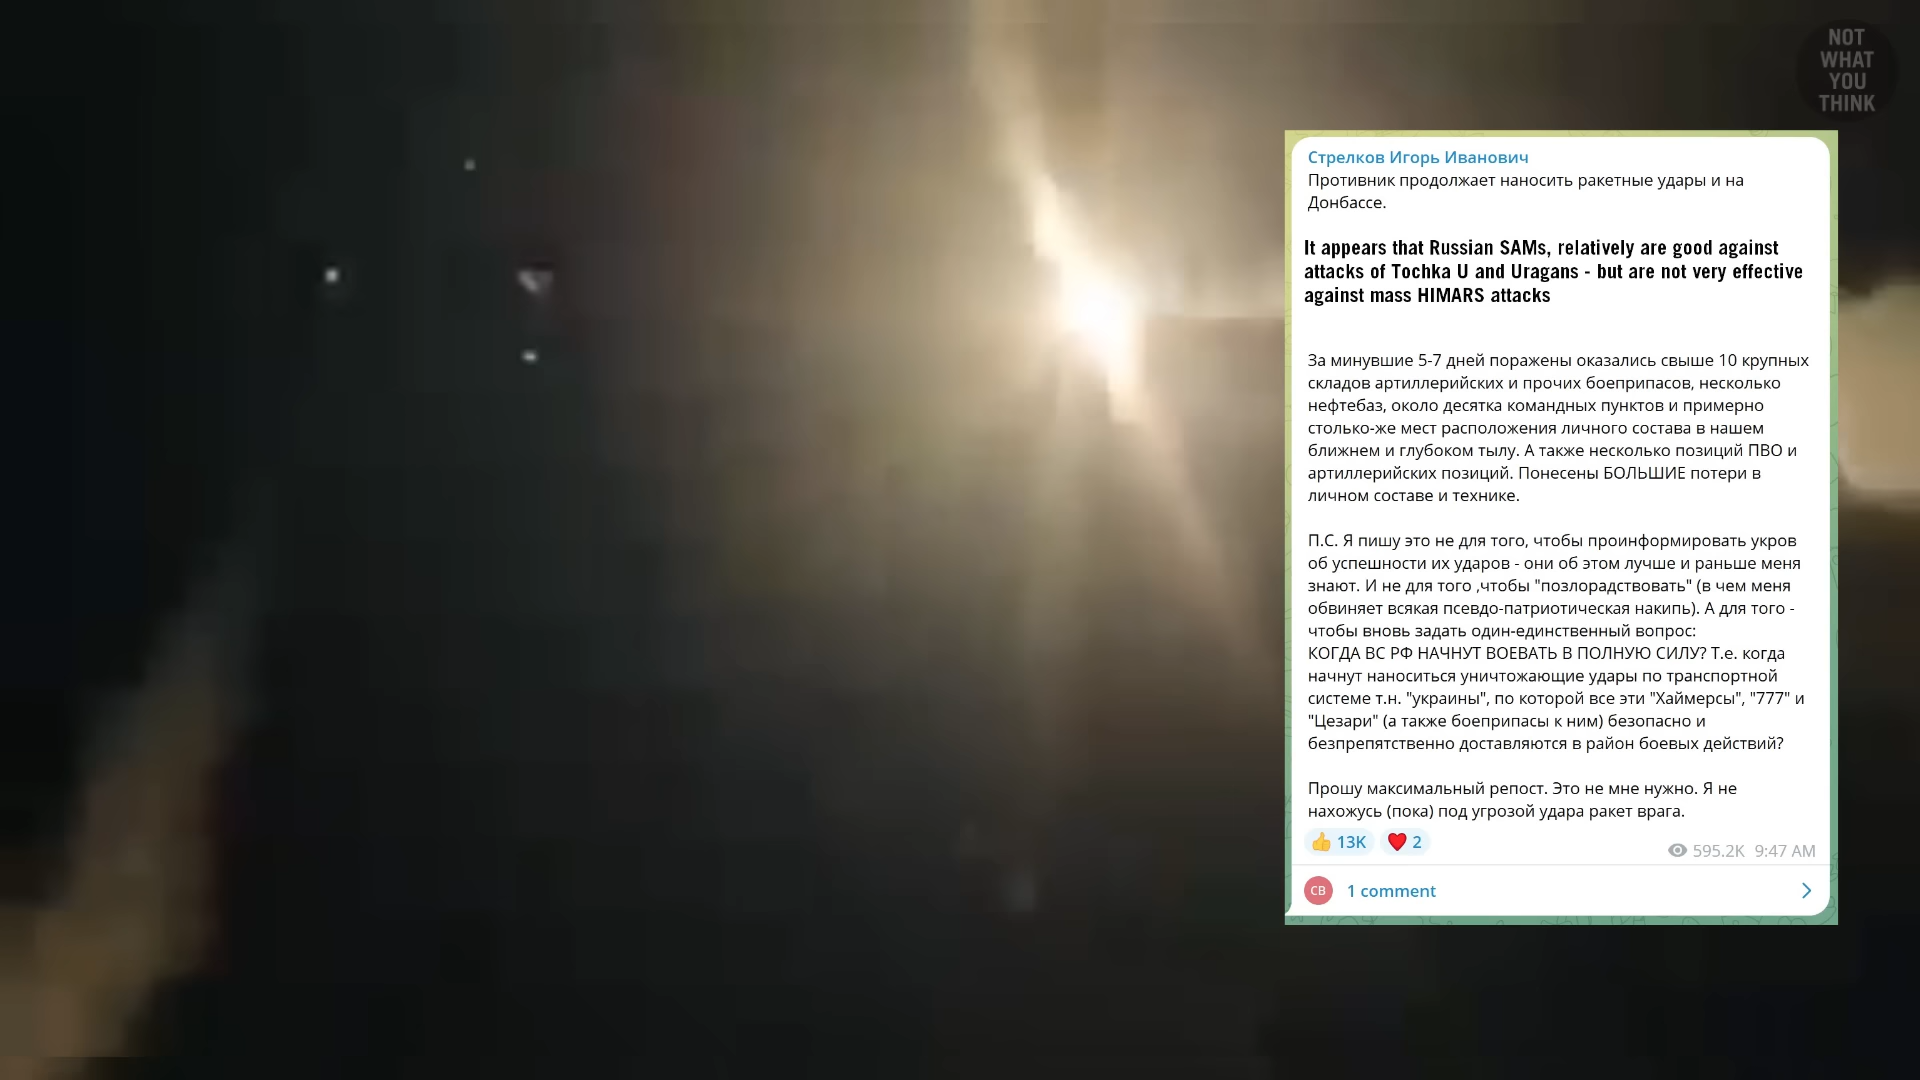 NOT
WHAT
YOU
THINK
Стрелков Игорь Иванович
Противник продолжает наносить ракетные удары и на
Донбассе.
It appears that Russian SAMs, relatively are good against
attacks of Tochka U and Uragans - but are not very effective
against mass HIMARS attacks
За минувшие 5-7 дней поражены оказались свыше 10 крупных
складов артиллерийских и прочих боеприпасов, несколько
нефтебаз, около десятка командных пунктов и примерно
столько-же мест расположения личного состава в нашем
ближнем и глубоком тылу. А также несколько позиций ПВО и
артиллерийских позиций. Понесены БОЛЬШИЕ потери в
личном составе и технике.
П.С. Я пишу это не для того, чтобы проинформировать укров
об успешности их ударов - они об этом лучше и раньше меня
знают. И не для того ,чтобы "позлорадствовать" (в чем меня
обвиняет всякая псевдо-патриотическая накипь). А для того -
чтобы вновь задать один-единственный вопрос:
КОГДА ВС РФ НАЧНУТ ВОЕВАТЬ В ПОЛНУЮ СИЛУ? Т.е. когда
начнут наноситься уничтожающие удары по транспортной
системе т.н. "украины", по которой все эти "Хаймерсы", "777" и
"Цезари" (а также боеприпасы к ним) безопасно и
безпрепятственно доставляются в район боевых действий?
Прошу максимальный репост. Это не мне нужно. Я не
нахожусь (пока) под угрозой удара ракет врага.
13K 2
595.2K 9:47 AM
СВ 1 comment